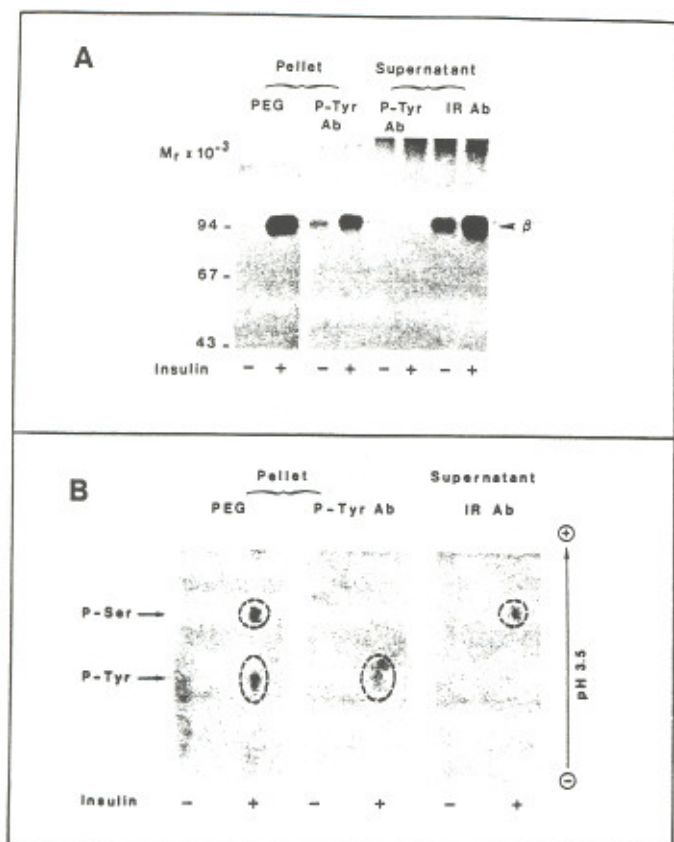 A
Pellet Supernatant
PEG P-Tyr Ab P-Tyr Ab IR Ab
Mr x 10⁻³
94 β
67
43
Insulin - + - + - + - +
B
Pellet Supernatant
PEG P-Tyr Ab IR Ab
+
P-Ser
P-Tyr
pH 3.5
−
Insulin - + - + - +